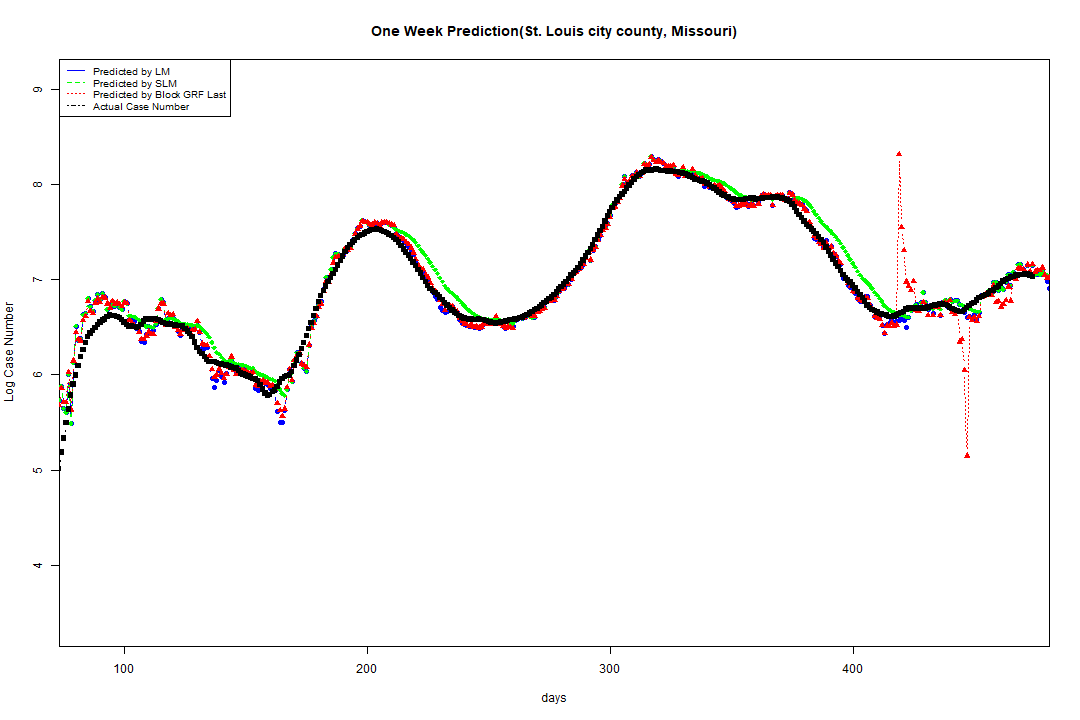 One Week Prediction(St. Louis city county, Missouri)
Predicted by LM
Predicted by SLM
Predicted by Block GRF Last
Actual Case Number
9
8
7
6
5
4
Log Case Number
100 200 300 400
days